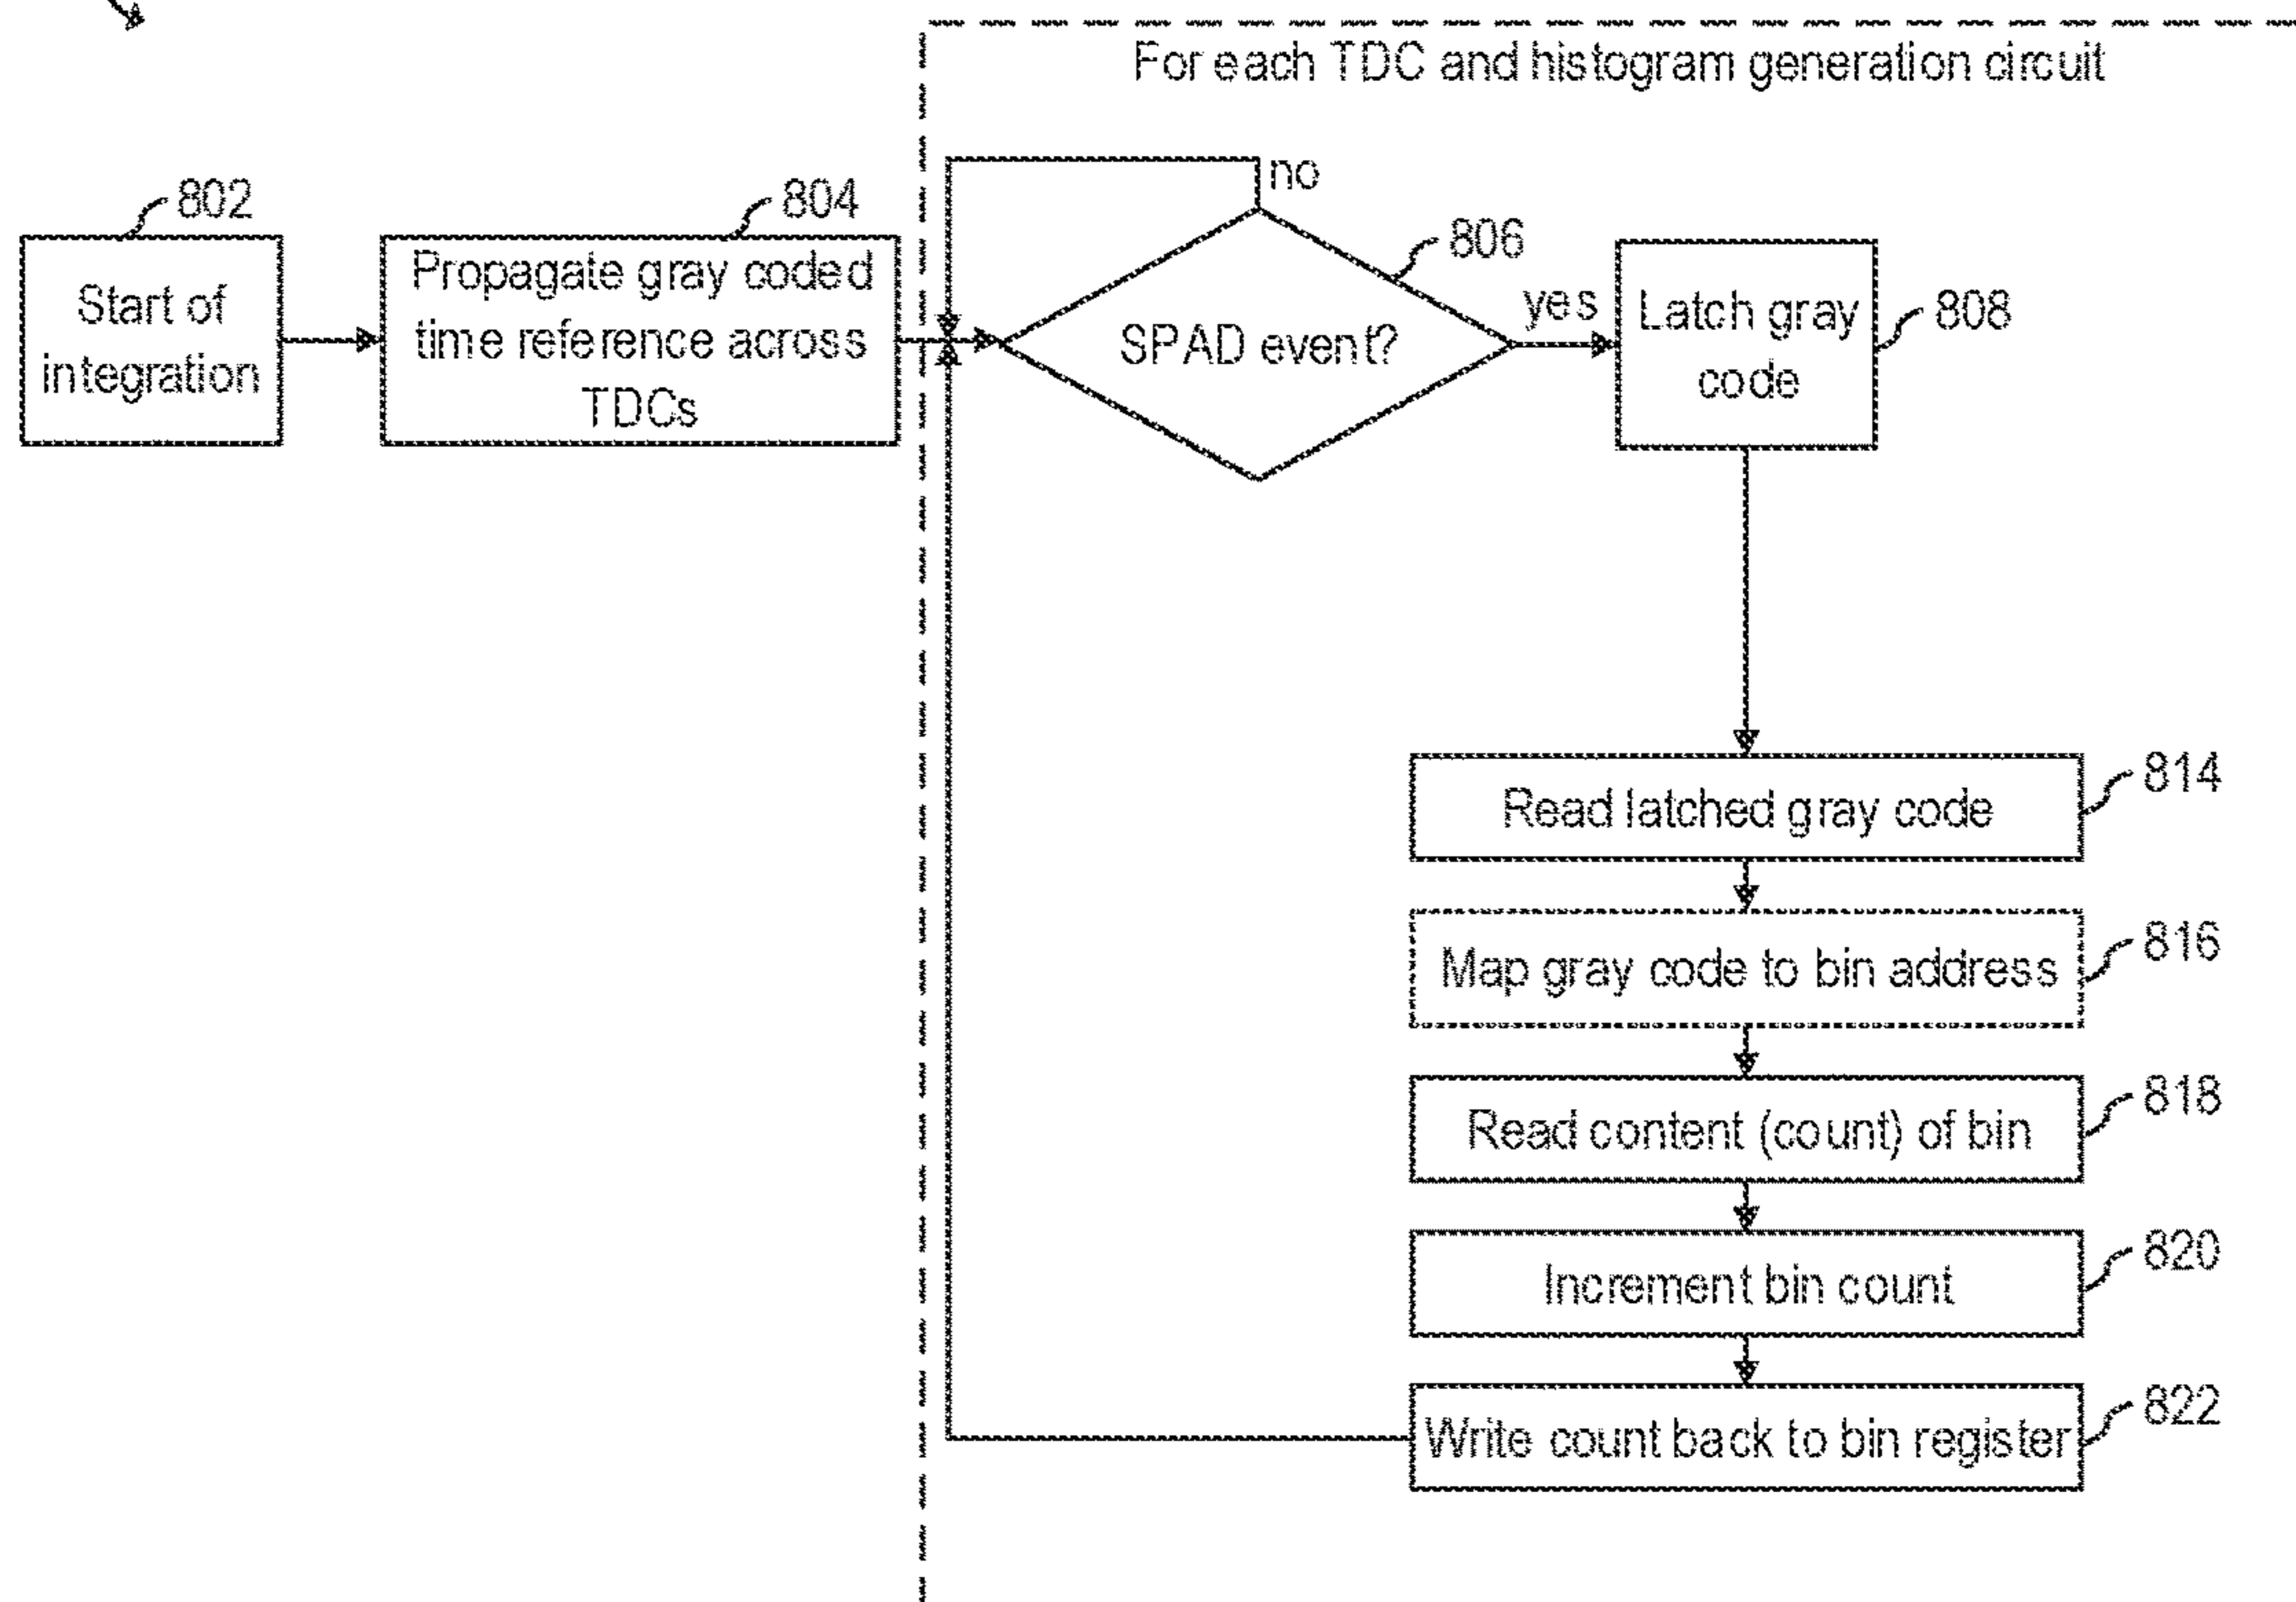 For each TDC and histogram generation circuit
no
802
804
806
Start of
integration
Propagate gray coded
time reference across
TDCs
SPAD event?
yes
Latch gray
code
808
Read latched gray code
814
Map gray code to bin address
816
Read content (count) of bin
818
Increment bin count
820
Write count back to bin register
822